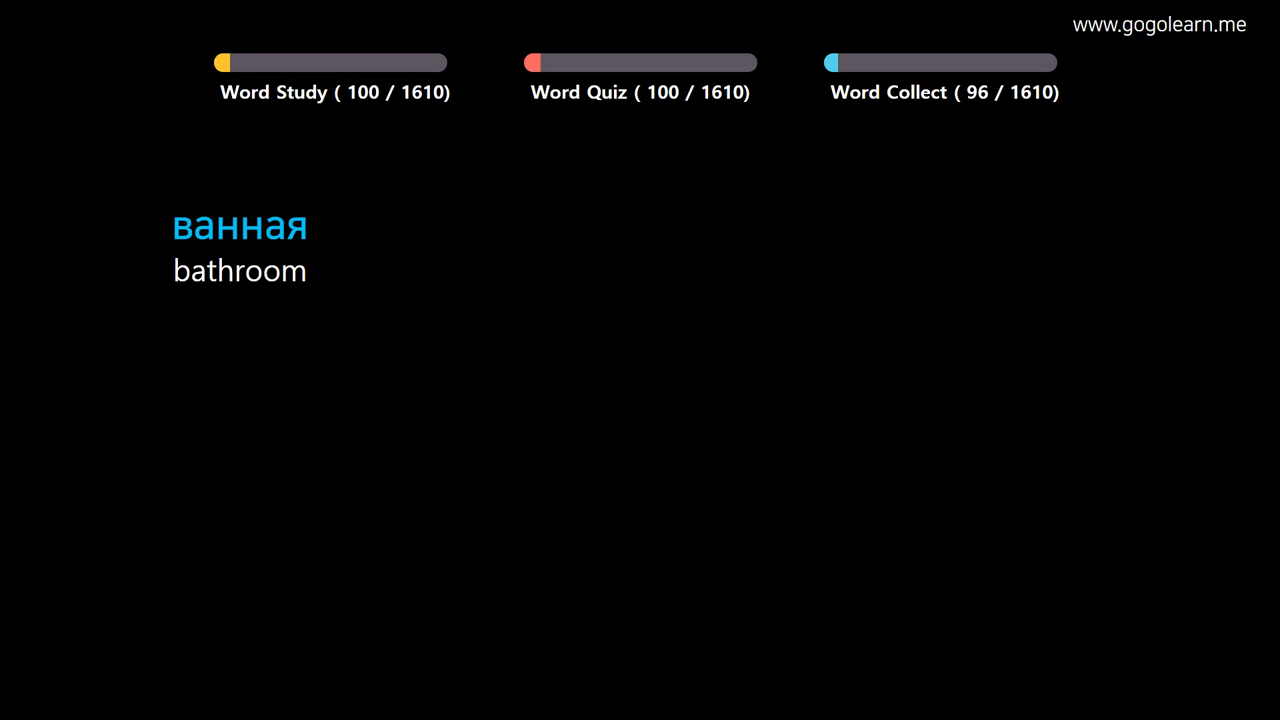 www.gogolearn.me
Word Study ( 100 / 1610)
Word Quiz ( 100 / 1610)
Word Collect ( 96 / 1610)
ванная
bathroom